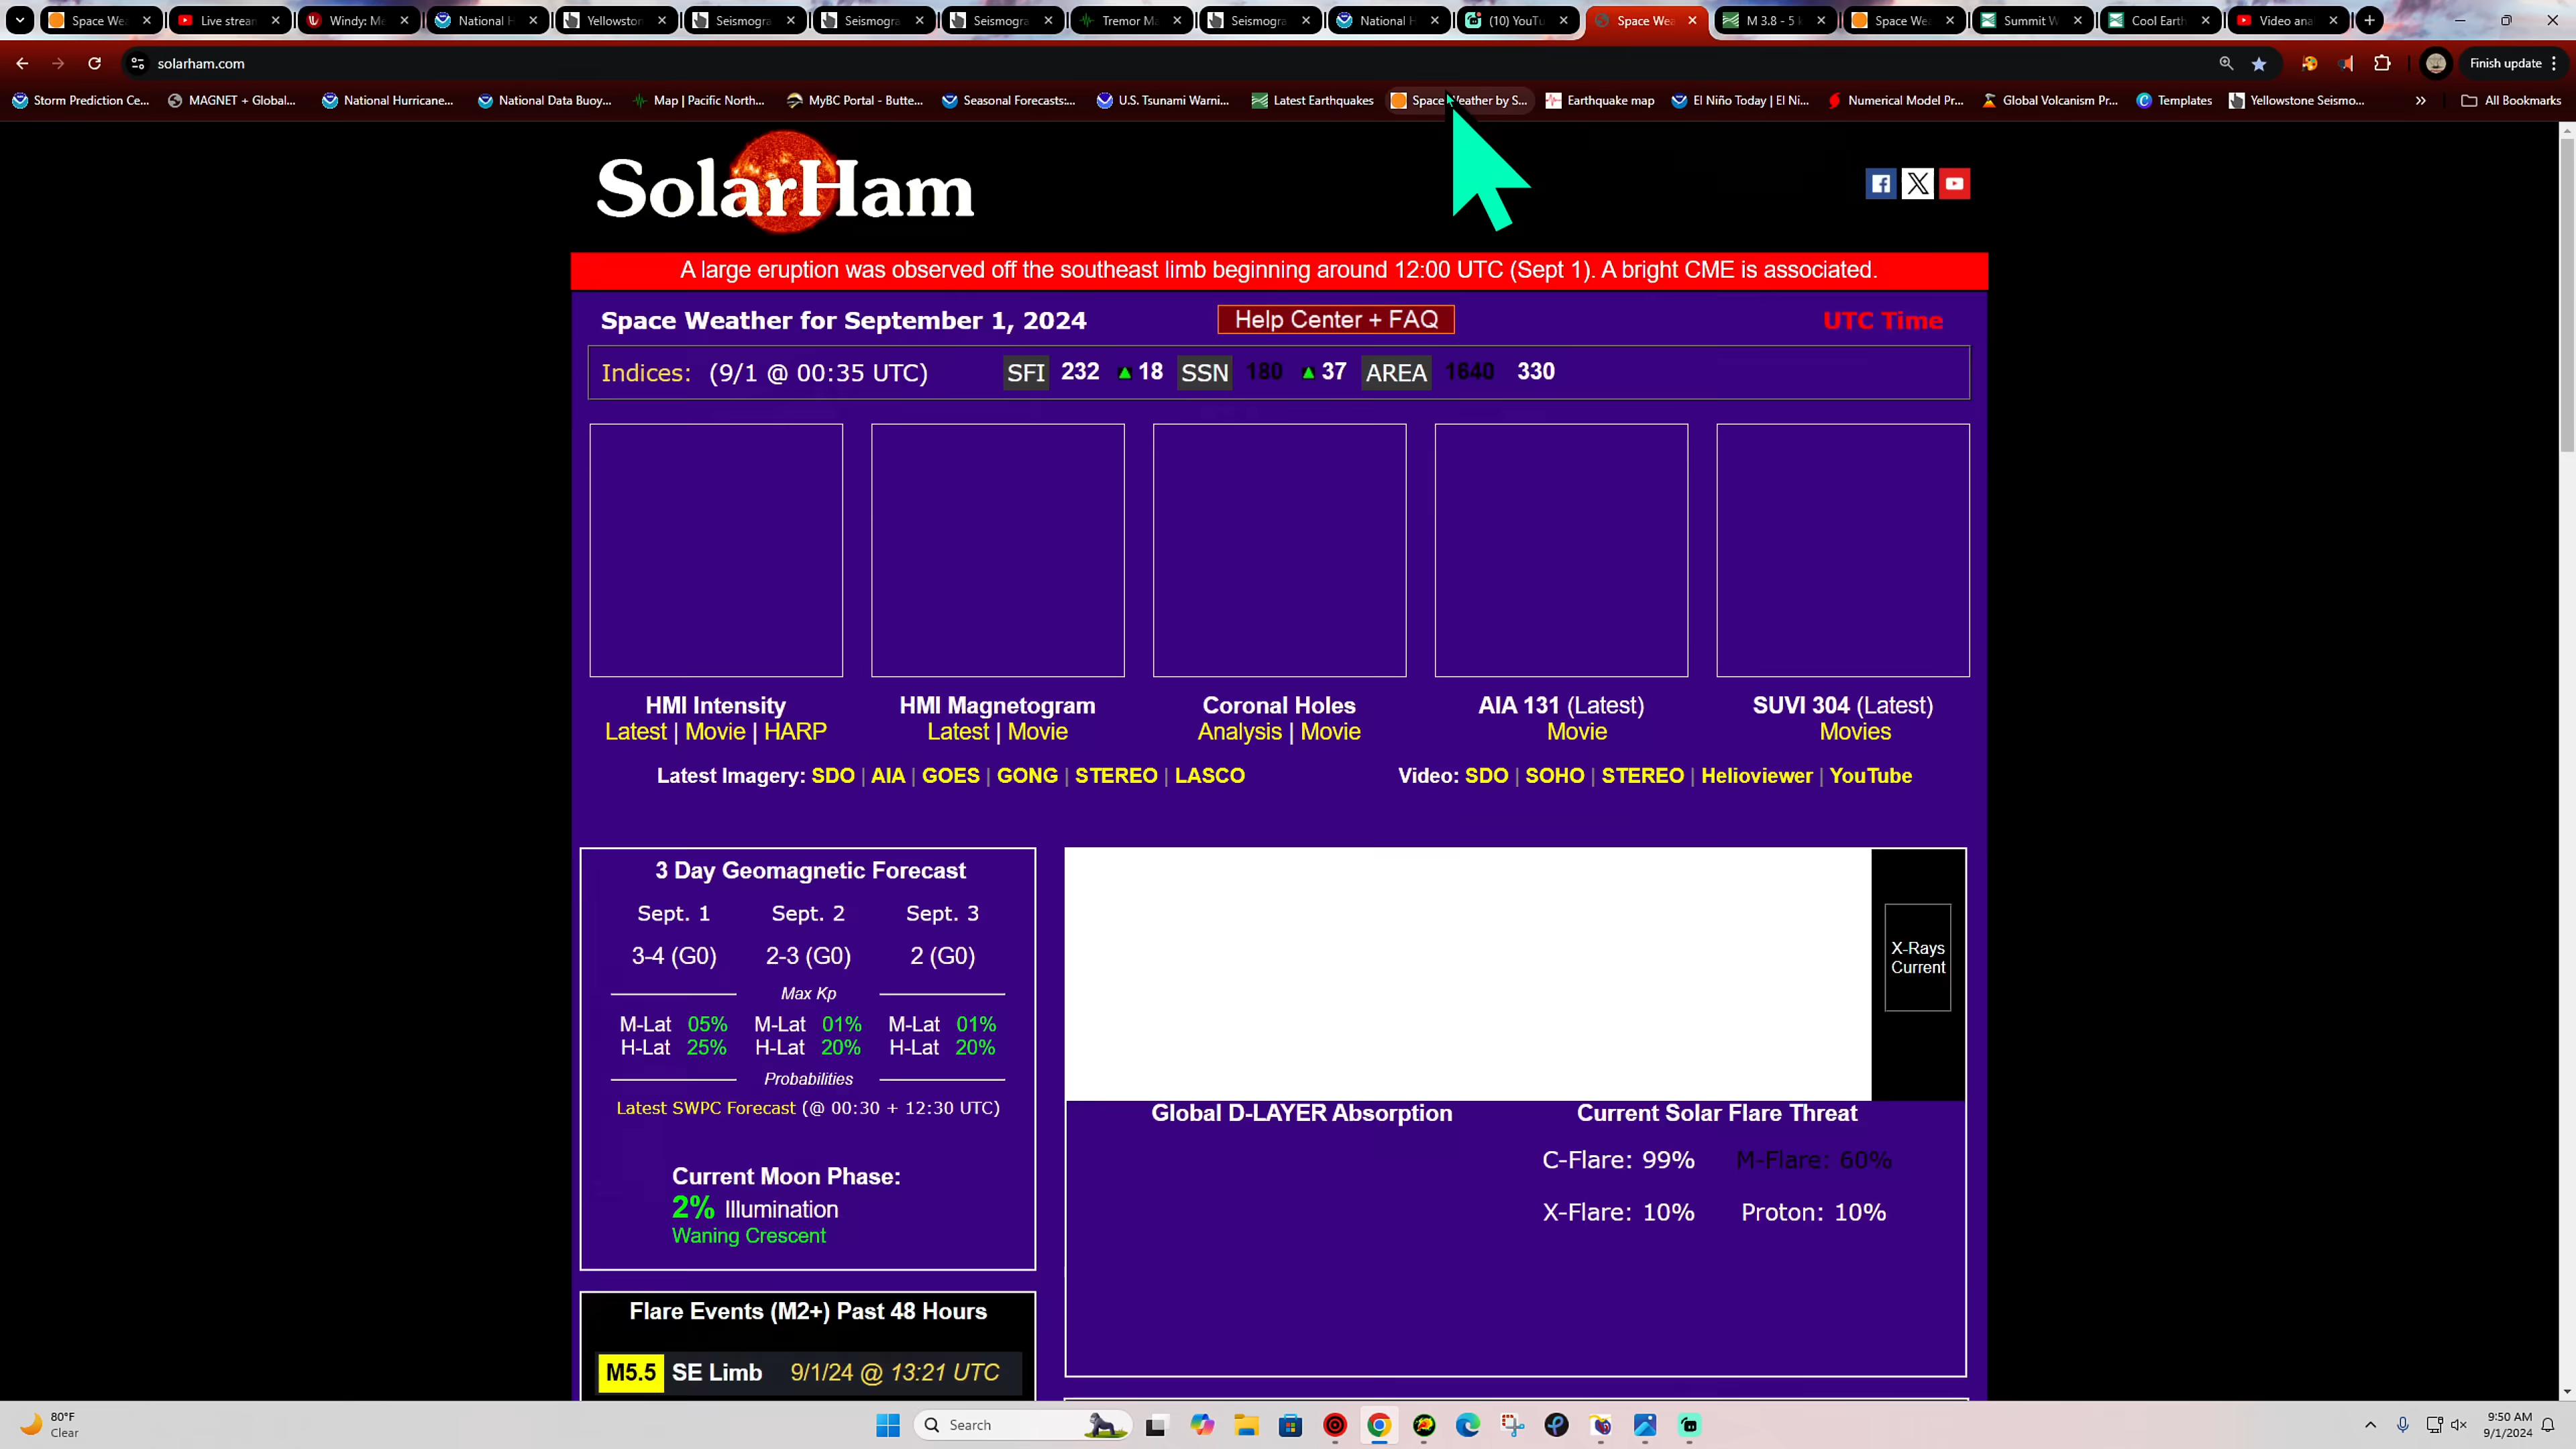 Space Wea
Live stream
Windy: Me
National H
Yellowston
Seismogra
Seismogra
Seismogra
Tremor Ma
Seismogra
National H
(10) YouTu
Space Wea
M 3.8 - 5 k
Space Wea
Summit W
Cool Earth
Video anal
solarham.com
Finish update
Storm Prediction Ce...
MAGNET + Global...
National Hurricane...
National Data Buoy...
Map | Pacific North...
MyBC Portal - Butte...
Seasonal Forecasts:...
U.S. Tsunami Warni...
Latest Earthquakes
Space Weather by S...
Earthquake map
El Niño Today | El Ni...
Numerical Model Pr...
Global Volcanism Pr...
Templates
Yellowstone Seismo...
All Bookmarks
SolarHam
A large eruption was observed off the southeast limb beginning around 12:00 UTC (Sept 1). A bright CME is associated.
Space Weather for September 1, 2024
Help Center + FAQ
UTC Time
Indices: (9/1 @ 00:35 UTC) SFI 232 18 SSN 180 37 AREA 1640 330
HMI Intensity
Latest | Movie | HARP
HMI Magnetogram
Latest | Movie
Coronal Holes
Analysis | Movie
AIA 131 (Latest)
Movie
SUVI 304 (Latest)
Movies
Latest Imagery: SDO | AIA | GOES | GONG | STEREO | LASCO
Video: SDO | SOHO | STEREO | Helioviewer | YouTube
3 Day Geomagnetic Forecast
Sept. 1 Sept. 2 Sept. 3
3-4 (G0) 2-3 (G0) 2 (G0)
Max Kp
M-Lat 05% M-Lat 01% M-Lat 01%
H-Lat 25% H-Lat 20% H-Lat 20%
Probabilities
Latest SWPC Forecast (@ 00:30 + 12:30 UTC)
Current Moon Phase:
2% Illumination
Waning Crescent
X-Rays
Current
Global D-LAYER Absorption
Current Solar Flare Threat
C-Flare: 99% M-Flare: 60%
X-Flare: 10% Proton: 10%
Flare Events (M2+) Past 48 Hours
M5.5 SE Limb 9/1/24 @ 13:21 UTC
80°F
Clear
Search
9:50 AM
9/1/2024